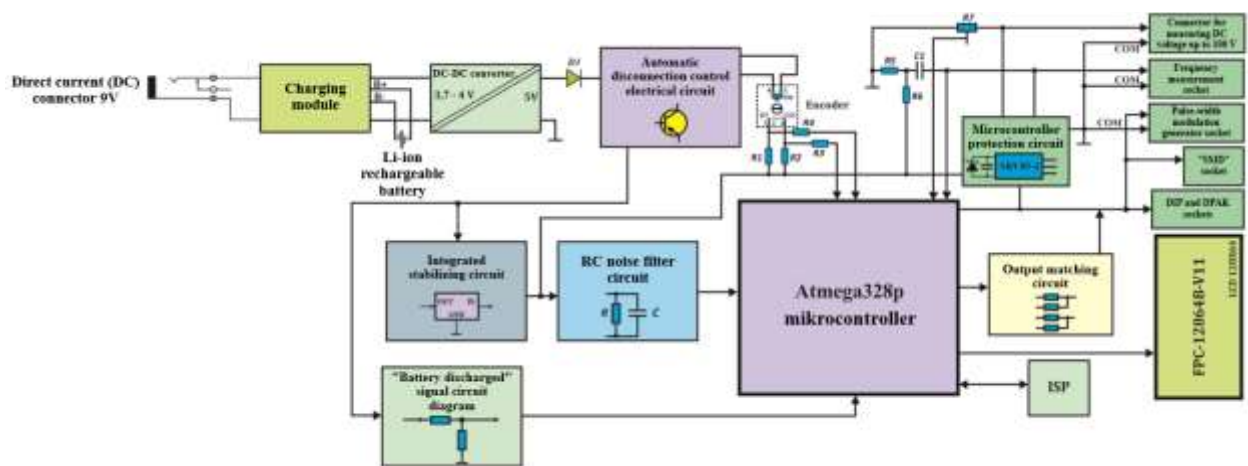 Direct current (DC)
connector 9V
Charging
module
B+
B-
Li-ion
rechargeable
battery
DC-DC converter
3,7 - 4 V
5V
Automatic
disconnection control
electrical circuit
Encoder
R4
R3
R1
R2
R7
R5
R6
COM
COM
COM
Connector for
measuring DC
voltage up to 100 V
Frequency
measurement
socket
Pulse-width
modulation
generator socket
"SMD"
socket
DIP and DPAK
sockets
Microcontroller
protection circuit
Integrated
stabilizing circuit
RC noise filter
circuit
R
C
Atmega328p
mikrocontroller
Output matching
circuit
FPC-12864B-V11
ISP
"Battery discharged"
signal circuit
diagram